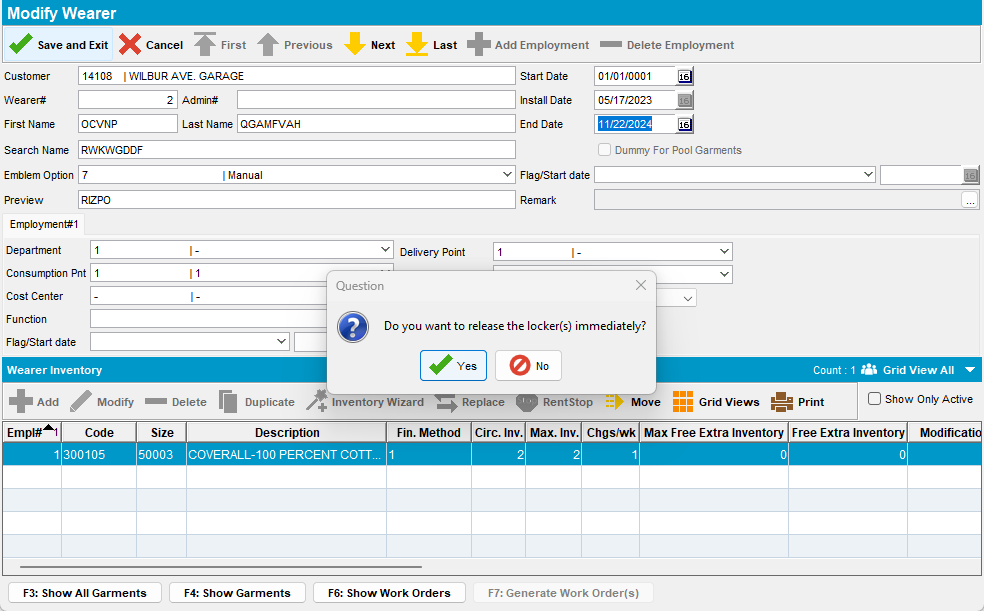 Modify Wearer
Save and Exit Cancel First Previous Next Last Add Employment Delete Employment
Customer 14108 | WILBUR AVE. GARAGE Start Date 01/01/0001 16
Wearer# 2 Admin# Install Date 05/17/2023 16
First Name OCVNP Last Name QGAMFVAH End Date 11/22/2024 16
Search Name RWKWGDDF Dummy For Pool Garments
Emblem Option 7 | Manual Flag/Start date 16
Preview RIZPO Remark ...
Employment#1
Department 1 | - Delivery Point 1 | -
Consumption Pnt 1 | 1
Cost Center - | -
Function
Flag/Start date
Question
Do you want to release the locker(s) immediately?
Yes No
Wearer Inventory Count : 1 Grid View All
Add Modify Delete Duplicate Inventory Wizard Replace RentStop Move Grid Views Print Show Only Active
Empl# 1 Code Size Description Fin. Method Circ. Inv. Max. Inv. Chgs/wk Max Free Extra Inventory Free Extra Inventory Modificatio
1 300105 50003 COVERALL-100 PERCENT COTT... 1 2 2 1 0 0
F3: Show All Garments F4: Show Garments F6: Show Work Orders F7: Generate Work Order(s)